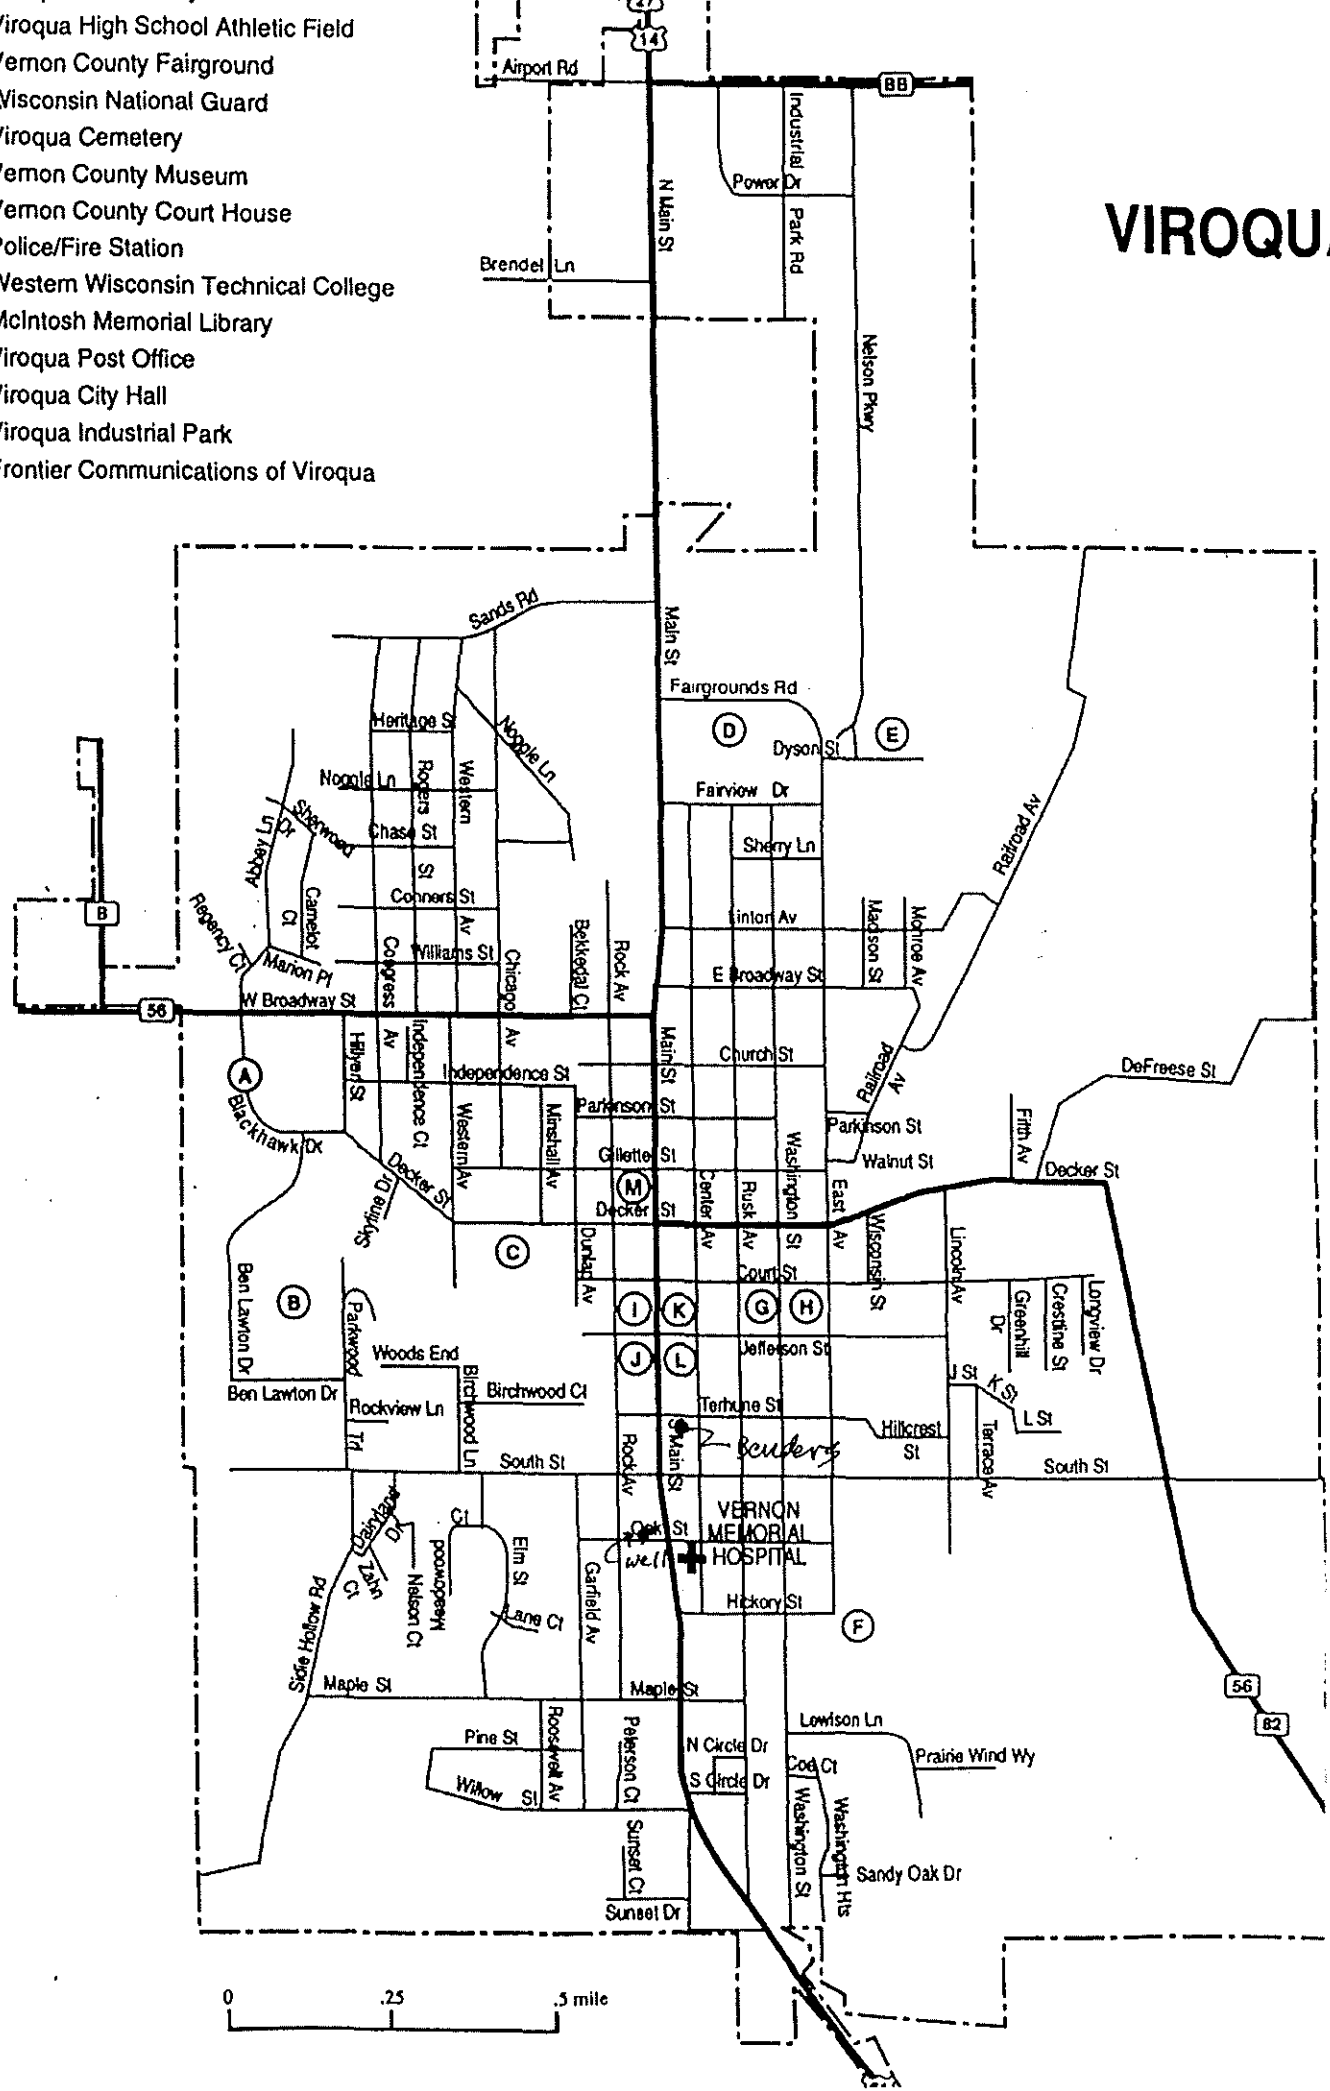 Viroqua High School Athletic Field
Vernon County Fairground
Wisconsin National Guard
Viroqua Cemetery
Vernon County Museum
Vernon County Court House
Police/Fire Station
Western Wisconsin Technical College
McIntosh Memorial Library
Viroqua Post Office
Viroqua City Hall
Viroqua Industrial Park
Frontier Communications of Viroqua
27
14
Airport Rd
BB
Industrial
Park Rd
Power Dr
N Main St
VIROQUA
Brendel Ln
Nelson Pkwy
Sands Rd
Main St
Fairgrounds Rd
D
E
Dyson St
Heritage St
Noggle Ln
Noggle Ln
Rogers
St
Western
Av
Fairview Dr
Sherwood
Dr
Chase St
Abbey Ln
Sherry Ln
Railroad Av
Conners St
Camelot
Ct
B
Regency Ct
Linton Av
Madison St
Monroe Av
Marion Pl
Congress
Av
Williams St
Chicago
Av
Bekkedal Ct
Rock Av
E Broadway St
56
W Broadway St
Hillyer St
Independence Ct
Main St
Church St
A
Independence St
Railroad
Av
DeFreese St
Blackhawk Dr
Western Av
Minshall Av
Parkinson St
Parkinson St
Fifth Av
Gillette St
Walnut St
Decker St
Decker St
Skyline Dr
M
Decker St
Center
Av
Rusk
Av
Washington
St
East
Av
C
Dunlap Av
Wisconsin St
Lincoln Av
Court St
Ben Lawton Dr
B
Parkwood
Trl
I
K
G
H
Greenhill
Dr
Crestline St
Longview Dr
Woods End
J
L
Jefferson St
Ben Lawton Dr
Birchwood Ln
Birchwood Ct
J St
K St
L St
Rockview Ln
Terhune St
Hillcrest
St
Terrace Av
Rock Av
S Main St
Benders
South St
South St
Dairyland
Dr
Zahn
Ct
Nelson Ct
Meadowood
Ct
Elm St
Lane Ct
Garfield Av
Oak St
well
VERNON
MEMORIAL
HOSPITAL
Hickory St
F
Sidie Hollow Rd
Maple St
Maple St
56
82
Lewison Ln
Pine St
Roosevelt Av
Peterson Ct
N Circle Dr
S Circle Dr
Coe Ct
Prairie Wind Wy
Willow St
Washington St
Washington Hts
Sunset Ct
Sandy Oak Dr
Sunset Dr
0 .25 .5 mile